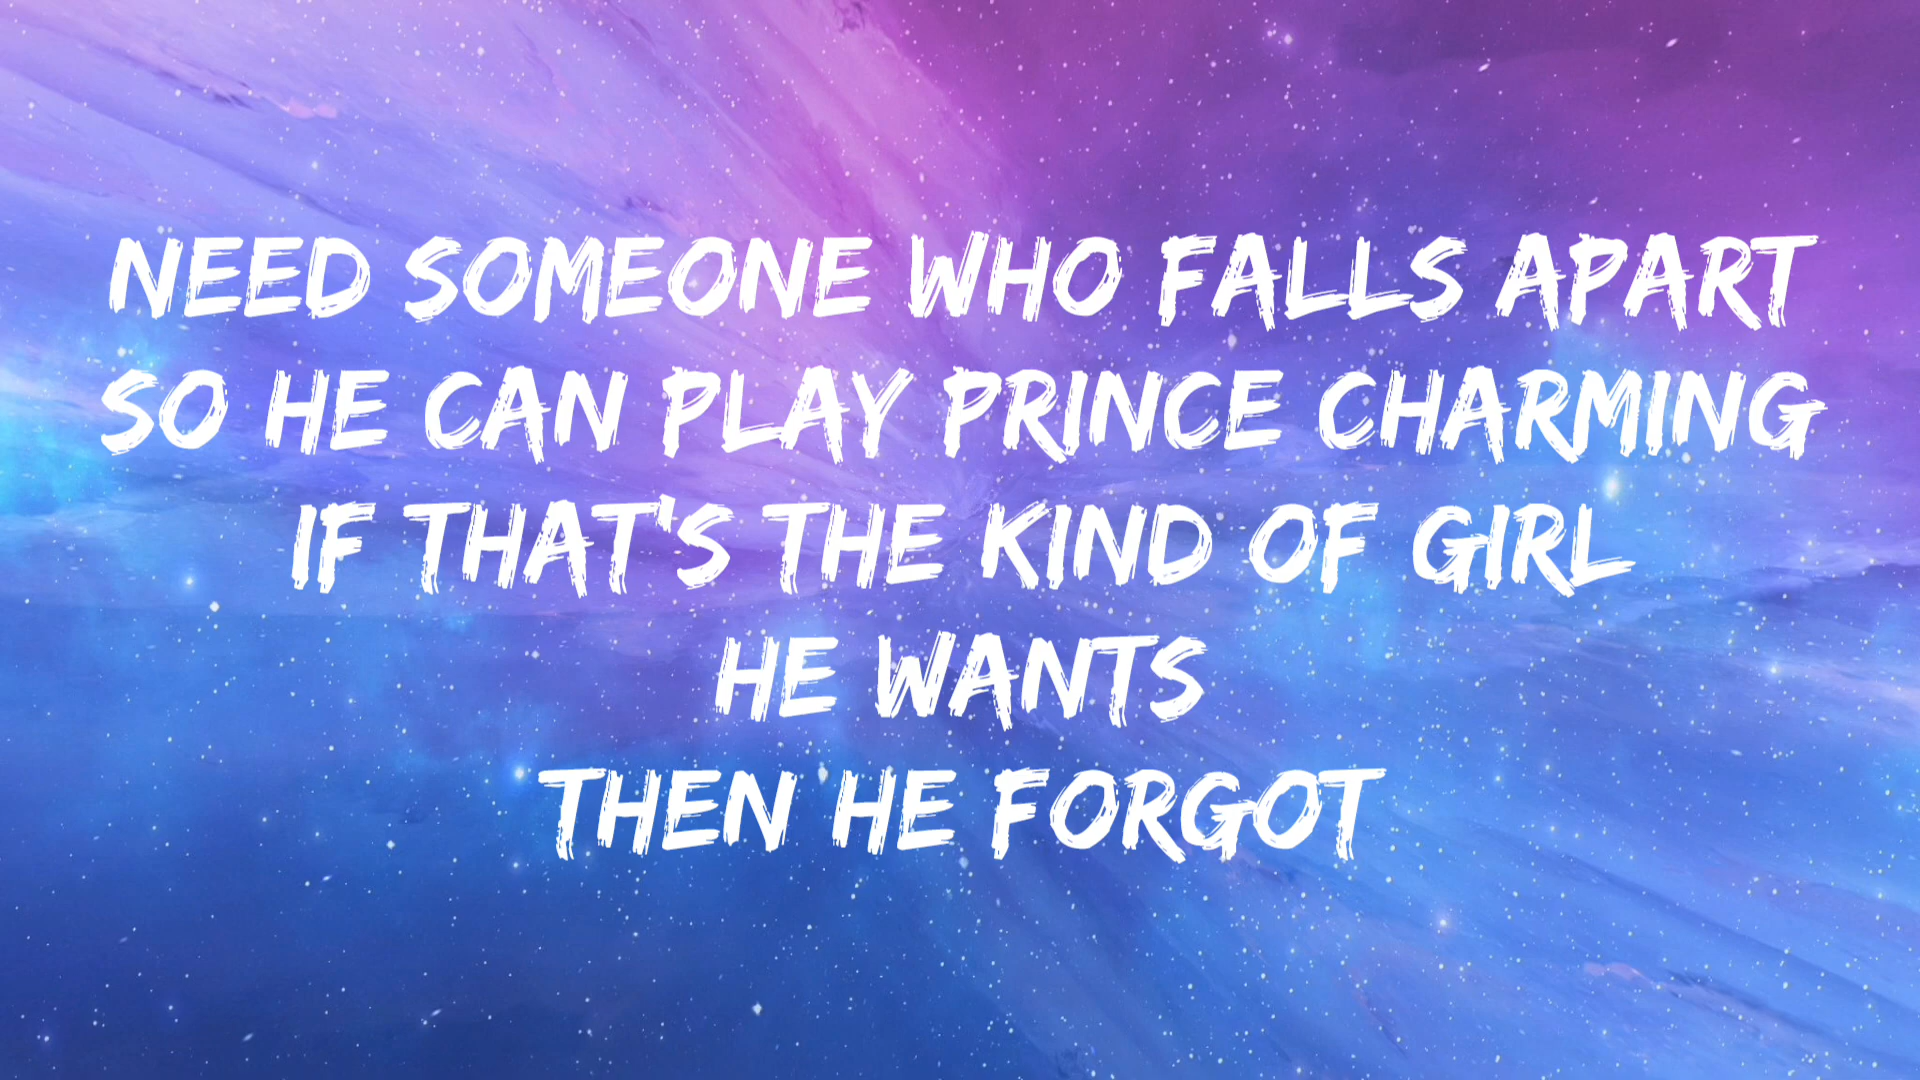 NEED SOMEONE WHO FALLS APART
SO HE CAN PLAY PRINCE CHARMING
IF THAT'S THE KIND OF GIRL
HE WANTS
THEN HE FORGOT